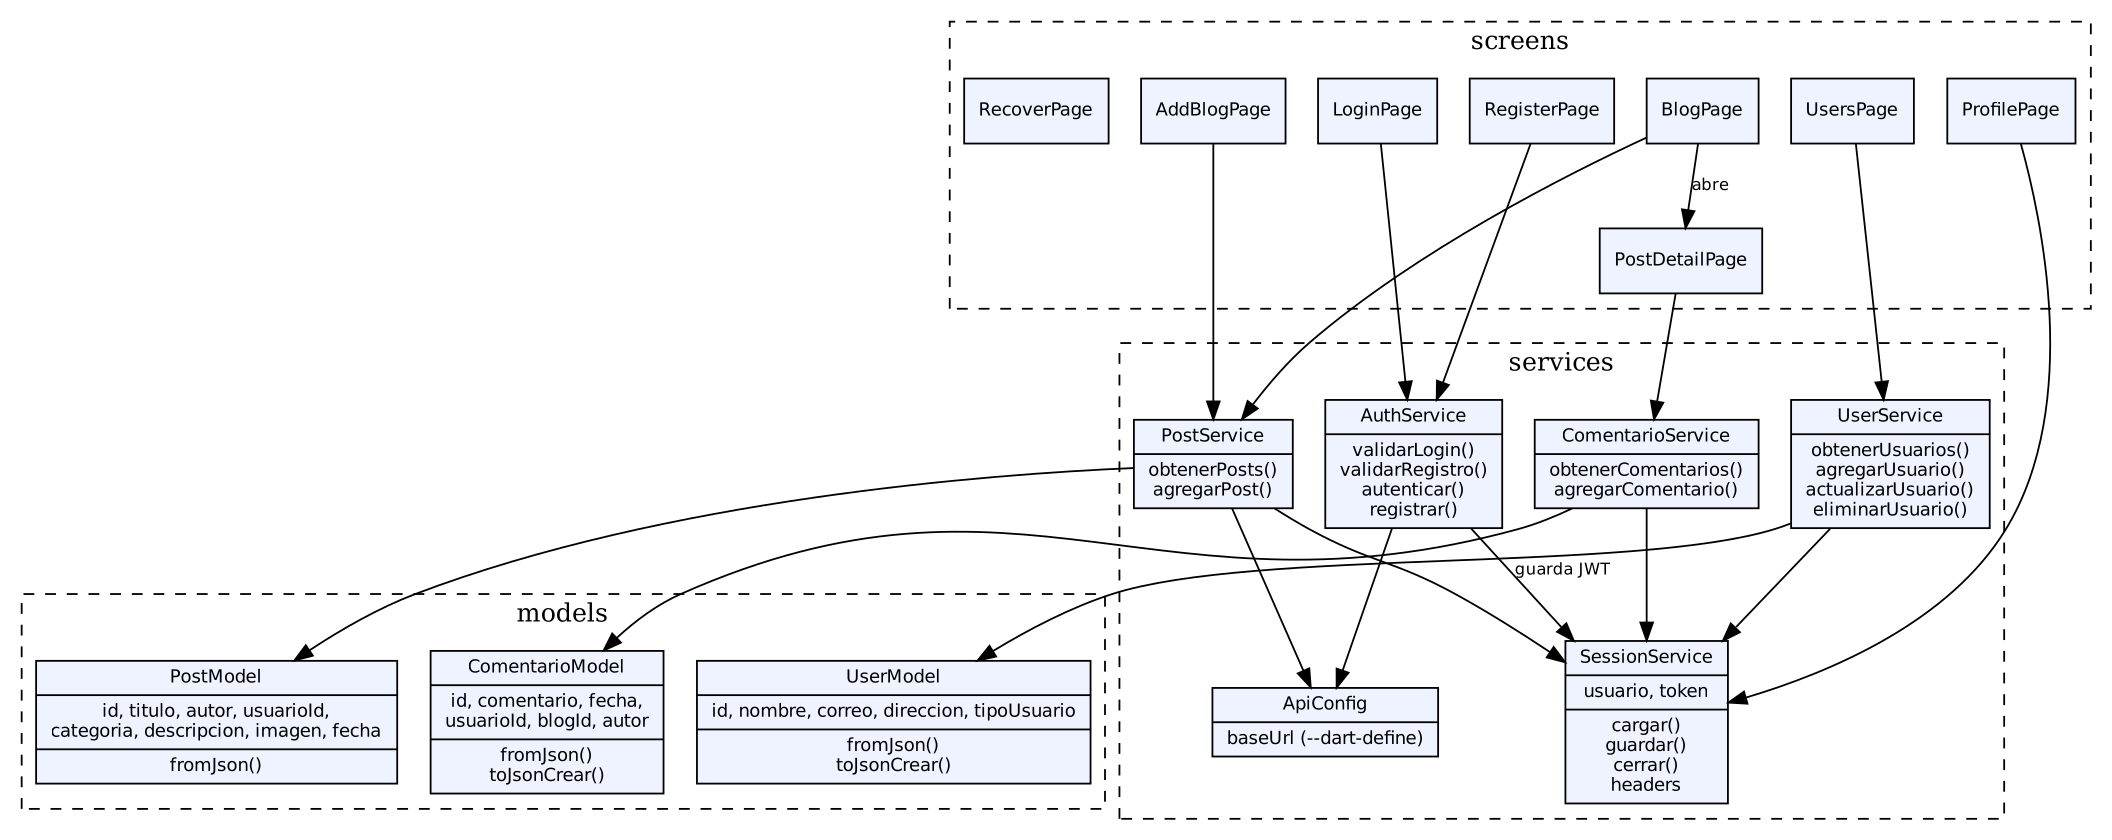 screens
RecoverPage
AddBlogPage
LoginPage
RegisterPage
BlogPage
UsersPage
ProfilePage
abre
PostDetailPage
services
PostService
obtenerPosts()
agregarPost()
AuthService
validarLogin()
validarRegistro()
autenticar()
registrar()
ComentarioService
obtenerComentarios()
agregarComentario()
UserService
obtenerUsuarios()
agregarUsuario()
actualizarUsuario()
eliminarUsuario()
guarda JWT
models
PostModel
id, titulo, autor, usuarioId,
categoria, descripcion, imagen, fecha
fromJson()
ComentarioModel
id, comentario, fecha,
usuarioId, blogId, autor
fromJson()
toJsonCrear()
UserModel
id, nombre, correo, direccion, tipoUsuario
fromJson()
toJsonCrear()
ApiConfig
baseUrl (--dart-define)
SessionService
usuario, token
cargar()
guardar()
cerrar()
headers